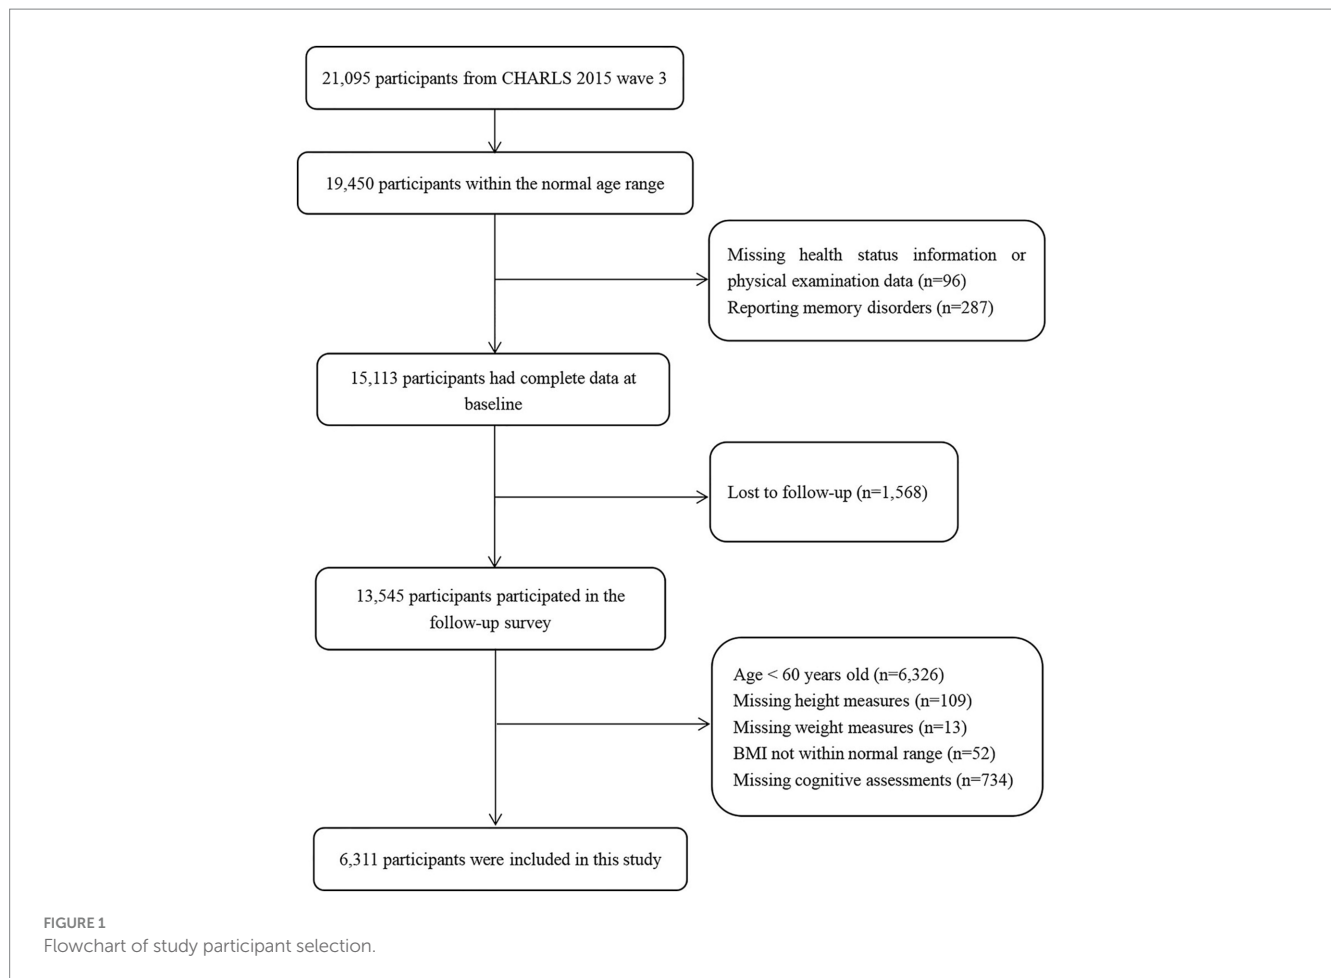 21,095 participants from CHARLS 2015 wave 3
19,450 participants within the normal age range
Missing health status information or
physical examination data (n=96)
Reporting memory disorders (n=287)
15,113 participants had complete data at
baseline
Lost to follow-up (n=1,568)
13,545 participants participated in the
follow-up survey
Age < 60 years old (n=6,326)
Missing height measures (n=109)
Missing weight measures (n=13)
BMI not within normal range (n=52)
Missing cognitive assessments (n=734)
6,311 participants were included in this study
FIGURE 1
Flowchart of study participant selection.